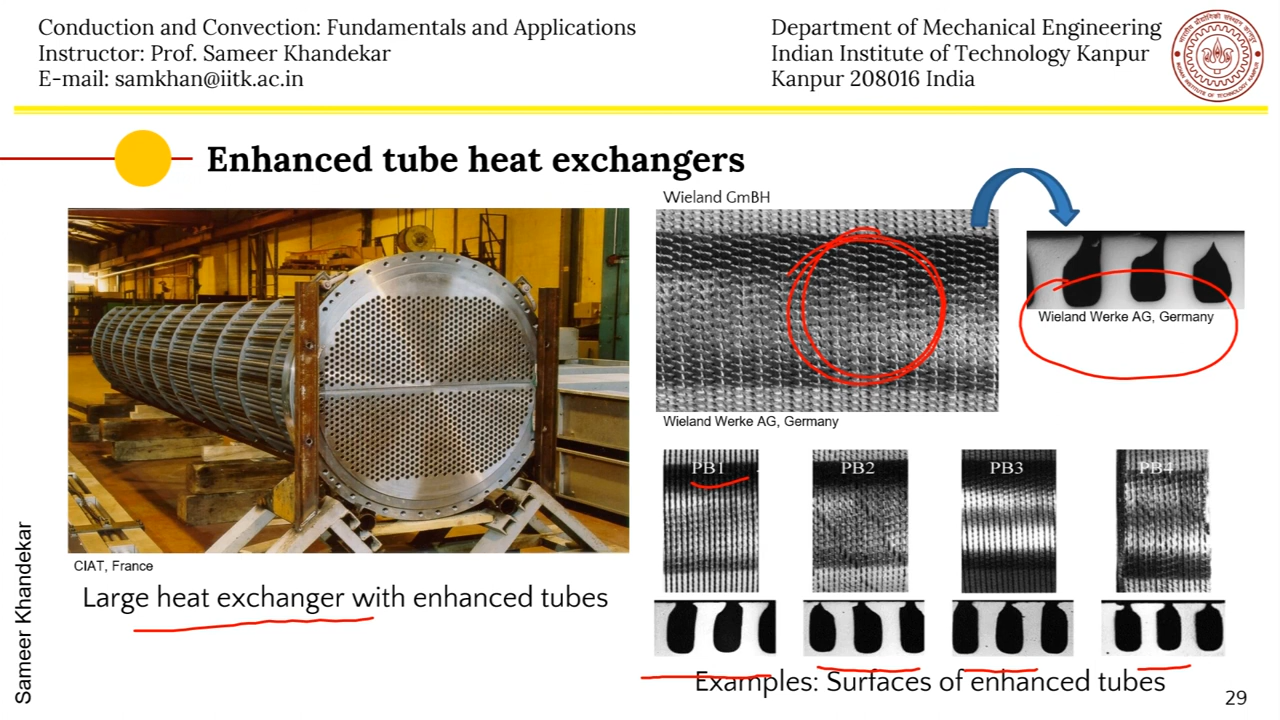 Conduction and Convection: Fundamentals and Applications
Instructor: Prof. Sameer Khandekar
E-mail: samkhan@iitk.ac.in
Department of Mechanical Engineering
Indian Institute of Technology Kanpur
Kanpur 208016 India
Enhanced tube heat exchangers
Wieland GmBH
Wieland Werke AG, Germany
Wieland Werke AG, Germany
PB1
PB2
PB3
PB4
CIAT, France
Large heat exchanger with enhanced tubes
Examples: Surfaces of enhanced tubes
Sameer Khandekar
29